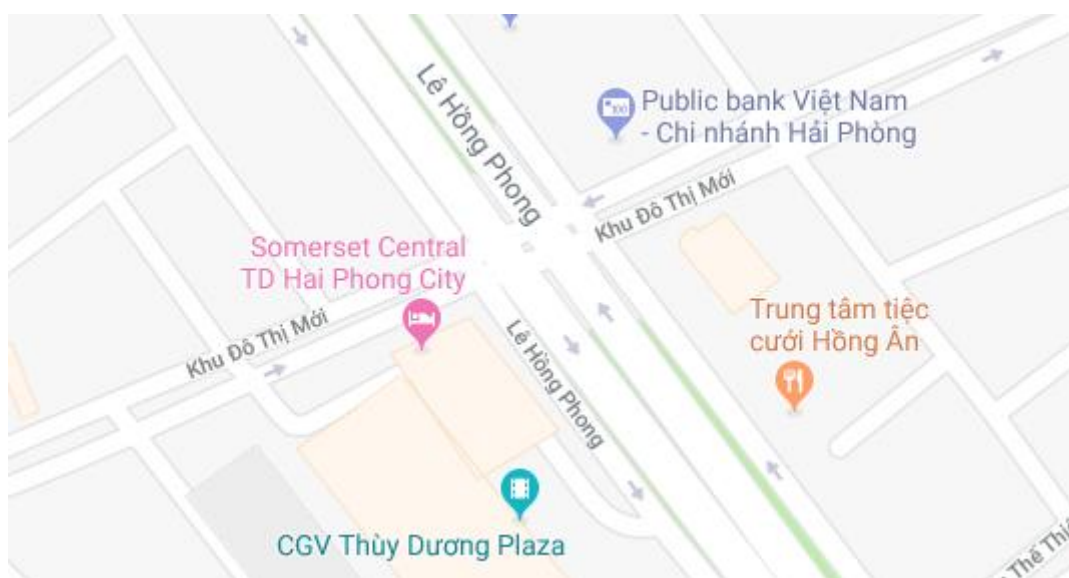 Lê Hồng Phong
Public bank Việt Nam
- Chi nhánh Hải Phòng
Khu Đô Thị Mới
Somerset Central
TD Hai Phong City
Trung tâm tiệc
cưới Hồng Ân
Khu Đô Thị Mới
Lê Hồng Phong
CGV Thùy Dương Plaza
Thế Thiệ